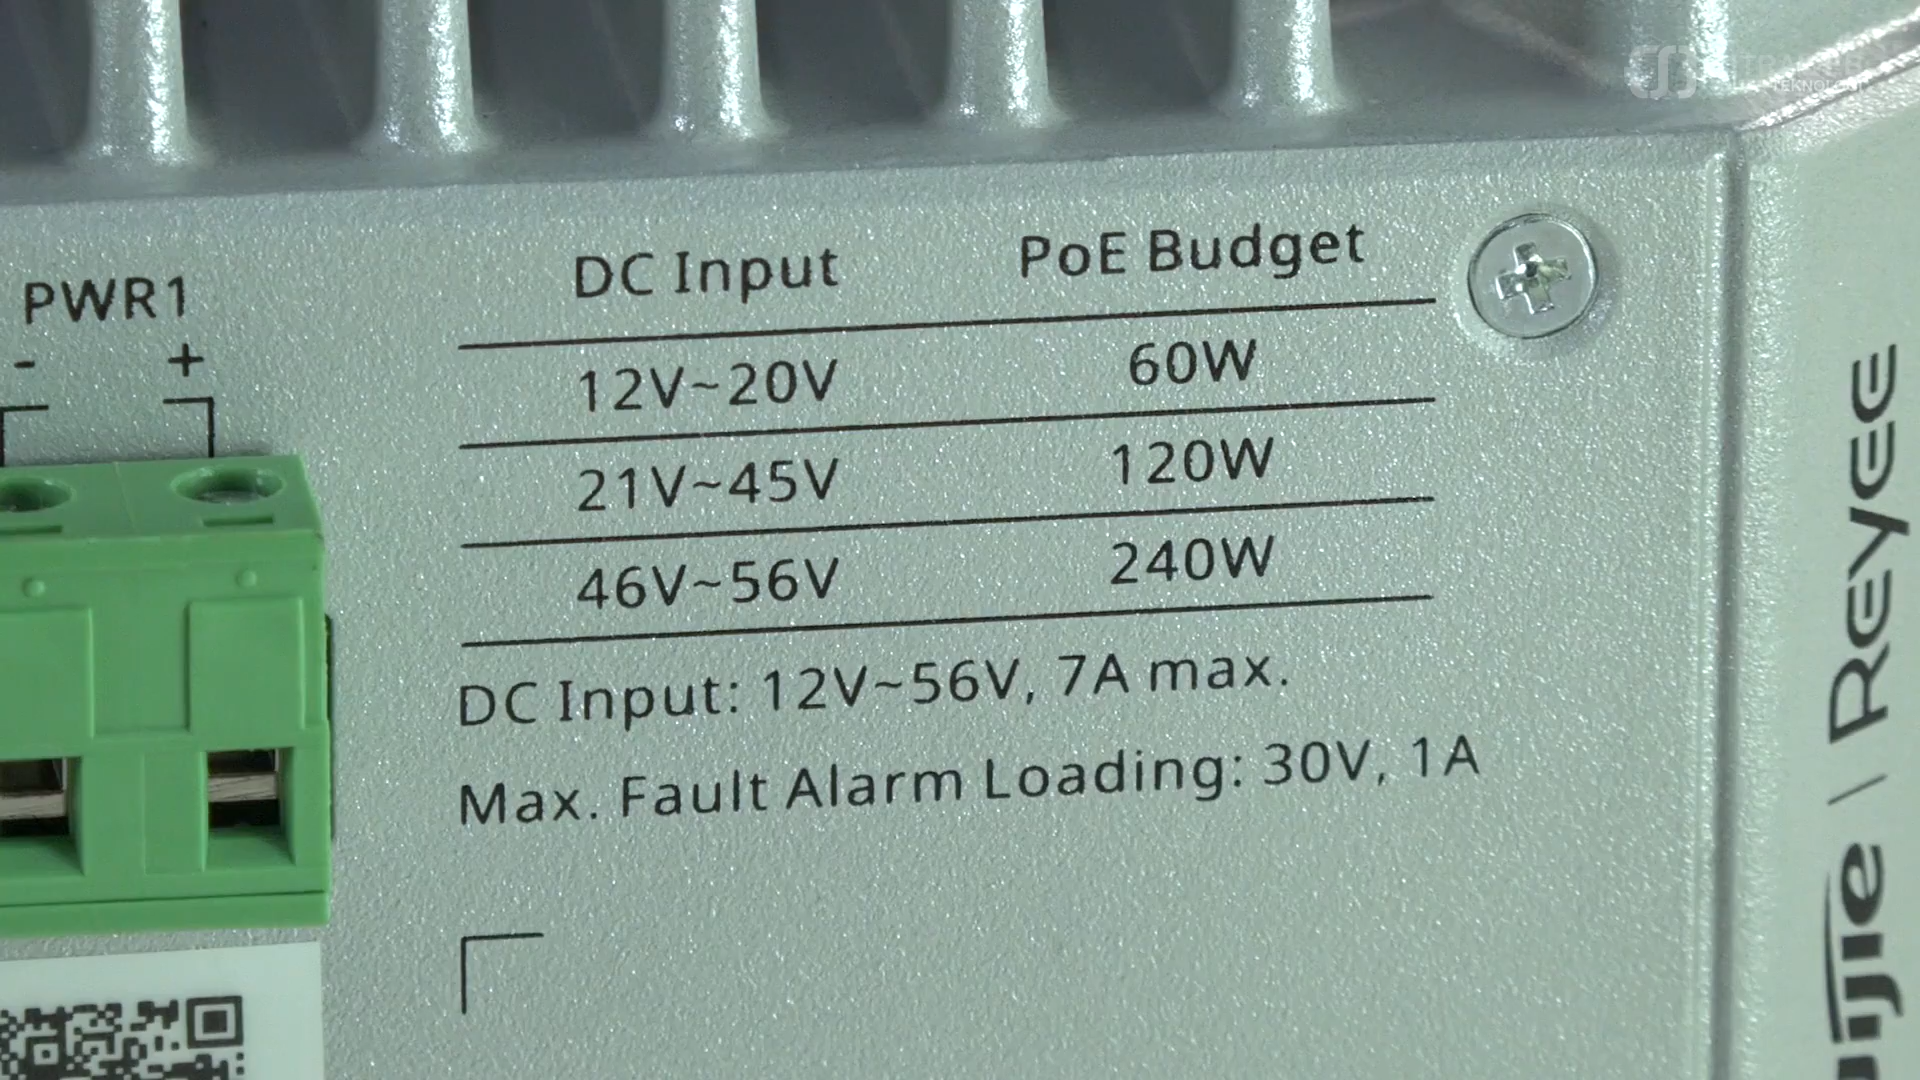 PWR1
- +
DC Input PoE Budget
12V~20V 60W
21V~45V 120W
46V~56V 240W
DC Input: 12V~56V, 7A max.
Max. Fault Alarm Loading: 30V, 1A
Reyee
TEKNOLOJİ